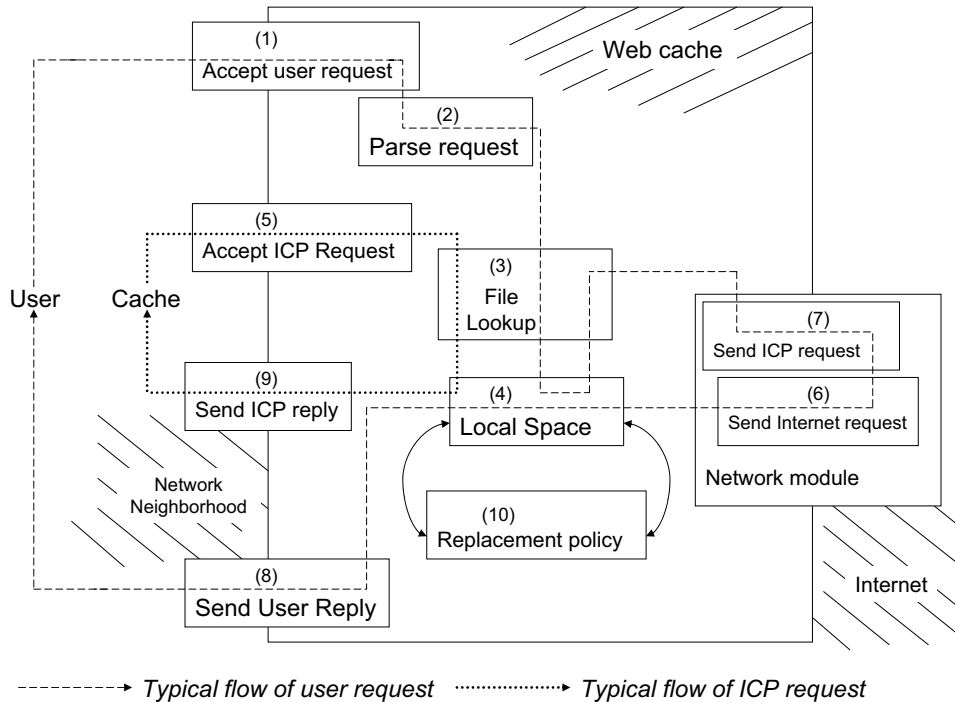 (1)
Accept user request
Web cache
(2)
Parse request
(5)
Accept ICP Request
(3)
File
Lookup
User
Cache
(7)
Send ICP request
(9)
Send ICP reply
(4)
Local Space
(6)
Send Internet request
Network module
Network
Neighborhood
(10)
Replacement policy
(8)
Send User Reply
Internet
Typical flow of user request
Typical flow of ICP request